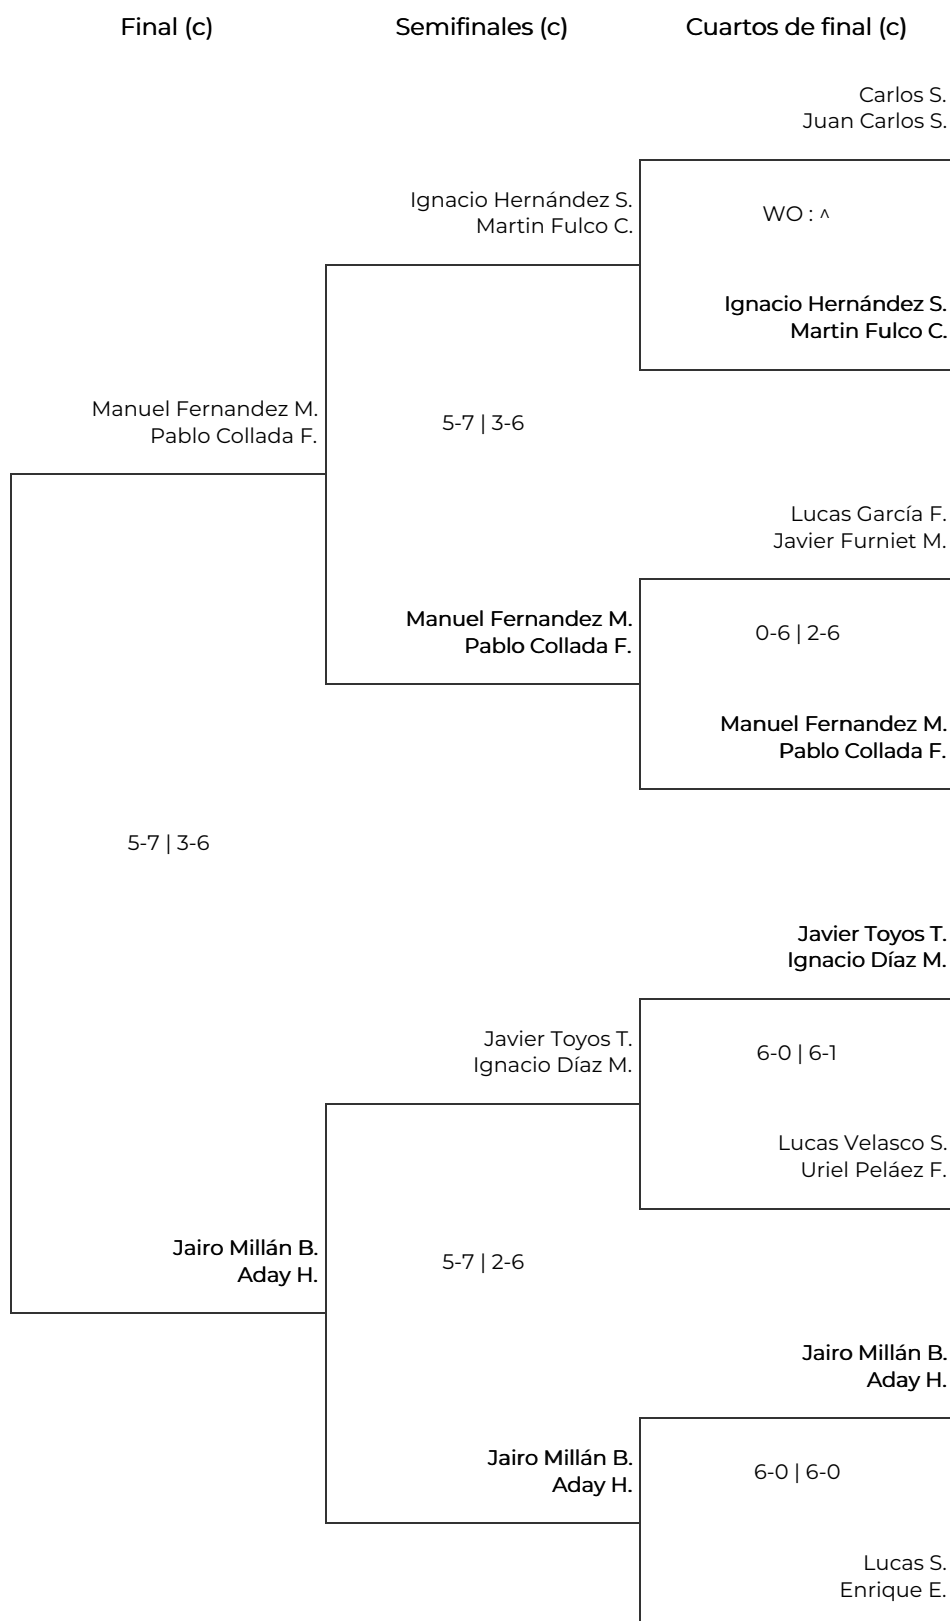 Final (c)
Semifinales (c)
Cuartos de final (c)
Carlos S.
Juan Carlos S.
Ignacio Hernández S.
Martin Fulco C.
WO : ^
Ignacio Hernández S.
Martin Fulco C.
Manuel Fernandez M.
Pablo Collada F.
5-7 | 3-6
Lucas García F.
Javier Furniet M.
Manuel Fernandez M.
Pablo Collada F.
0-6 | 2-6
Manuel Fernandez M.
Pablo Collada F.
5-7 | 3-6
Javier Toyos T.
Ignacio Díaz M.
Javier Toyos T.
Ignacio Díaz M.
6-0 | 6-1
Lucas Velasco S.
Uriel Peláez F.
Jairo Millán B.
Aday H.
5-7 | 2-6
Jairo Millán B.
Aday H.
Jairo Millán B.
Aday H.
6-0 | 6-0
Lucas S.
Enrique E.